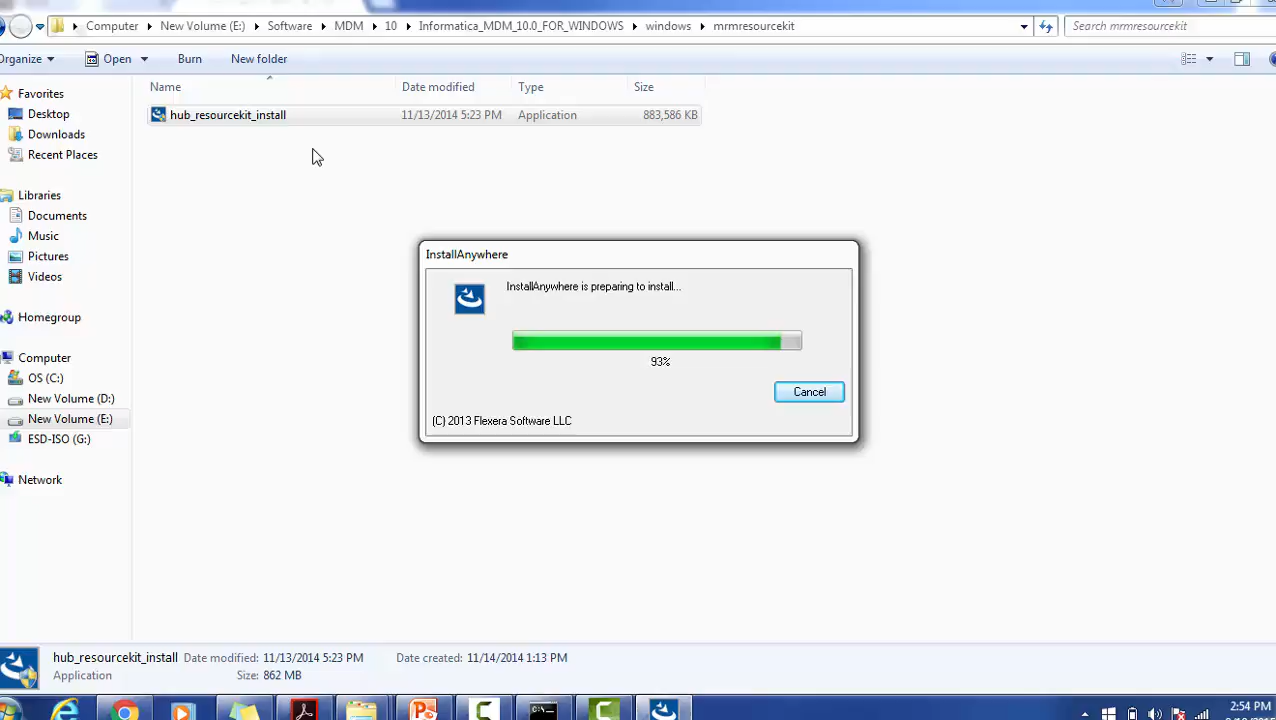 Computer New Volume (E:) Software MDM 10 Informatica_MDM_10.0_FOR_WINDOWS windows mrmresourcekit Search mrmresourcekit
Organize Open Burn New folder
Name Date modified Type Size
hub_resourcekit_install 11/13/2014 5:23 PM Application 883,586 KB
Favorites
Desktop
Downloads
Recent Places
Libraries
Documents
Music
Pictures
Videos
Homegroup
Computer
OS (C:)
New Volume (D:)
New Volume (E:)
ESD-ISO (G:)
Network
InstallAnywhere
InstallAnywhere is preparing to install...
93%
Cancel
(C) 2013 Flexera Software LLC
hub_resourcekit_install Date modified: 11/13/2014 5:23 PM Date created: 11/14/2014 1:13 PM
Application Size: 862 MB
2:54 PM